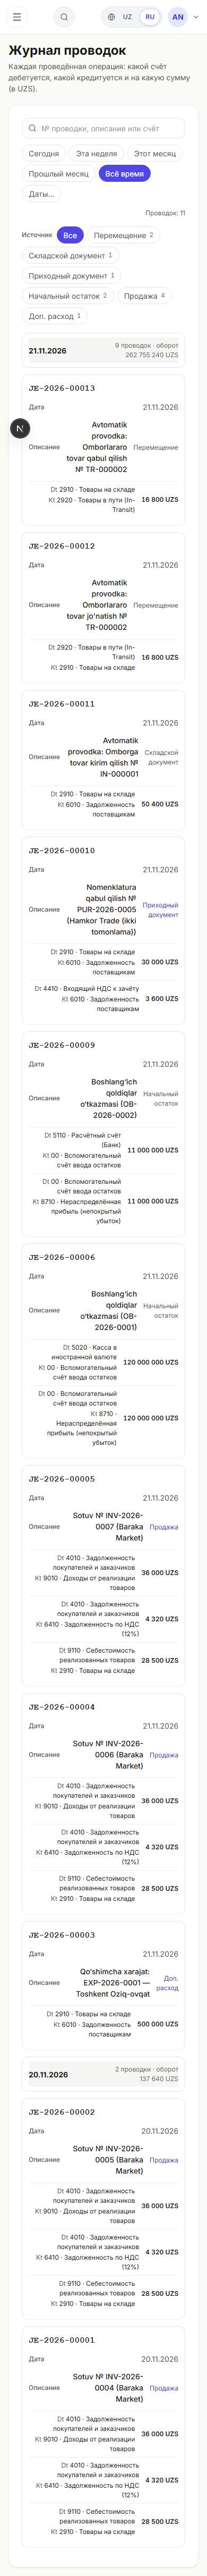 UZ RU AN
Журнал проводок
Каждая проведённая операция: какой счёт
дебетуется, какой кредитуется и на какую сумму
(в UZS).
№ проводки, описание или счёт
Сегодня Эта неделя Этот месяц
Прошлый месяц Всё время
Даты...
Проводок: 11
Источник Все Перемещение 2
Складской документ 1
Приходный документ 1
Начальный остаток 2 Продажа 4
Доп. расход 1
21.11.2026 9 проводок · оборот
262 755 240 UZS
JE-2026-00013
Дата 21.11.2026
Avtomatik
provodka:
Omborlararo
Описание Перемещение
tovar qabul qilish
№ TR-000002
Dt 2910 · Товары на складе
Kt 2920 · Товары в пути (In-
Transit)
16 800 UZS
JE-2026-00012
Дата 21.11.2026
Avtomatik
provodka:
Описание Omborlararo Перемещение
tovar jo'natish №
TR-000002
Dt 2920 · Товары в пути (In-
Transit)
Kt 2910 · Товары на складе
16 800 UZS
JE-2026-00011
Дата 21.11.2026
Avtomatik
provodka: Omborga
tovar kirim qilish №
IN-000001
Описание Складской
документ
Dt 2910 · Товары на складе
Kt 6010 · Задолженность
поставщикам
50 400 UZS
JE-2026-00010
Дата 21.11.2026
Nomenklatura
qabul qilish №
PUR-2026-0005
(Hamkor Trade (ikki
tomonlama))
Описание Приходный
документ
Dt 2910 · Товары на складе
Kt 6010 · Задолженность
поставщикам
30 000 UZS
Dt 4410 · Входящий НДС к зачёту
Kt 6010 · Задолженность
поставщикам
3 600 UZS
JE-2026-00009
Дата 21.11.2026
Boshlang‘ich
qoldiqlar
o‘tkazmasi (OB-
2026-0002)
Описание Начальный
остаток
Dt 5110 · Расчётный счёт
(Банк)
Kt 00 · Вспомогательный
счёт ввода остатков
11 000 000 UZS
Dt 00 · Вспомогательный
счёт ввода остатков
Kt 8710 · Нераспределённая
прибыль (непокрытый
убыток)
11 000 000 UZS
JE-2026-00006
Дата 21.11.2026
Boshlang‘ich
qoldiqlar
o‘tkazmasi (OB-
2026-0001)
Описание Начальный
остаток
Dt 5020 · Касса в
иностранной валюте
Kt 00 · Вспомогательный
счёт ввода остатков
120 000 000 UZS
Dt 00 · Вспомогательный
счёт ввода остатков
Kt 8710 ·
Нераспределённая
прибыль (непокрытый
убыток)
120 000 000 UZS
JE-2026-00005
Дата 21.11.2026
Sotuv № INV-2026-
Описание 0007 (Baraka Продажа
Market)
Dt 4010 · Задолженность
покупателей и заказчиков
Kt 9010 · Доходы от реализации
товаров
36 000 UZS
Dt 4010 · Задолженность
покупателей и заказчиков
Kt 6410 · Задолженность по НДС
(12%)
4 320 UZS
Dt 9110 · Себестоимость
реализованных товаров
Kt 2910 · Товары на складе
28 500 UZS
JE-2026-00004
Дата 21.11.2026
Sotuv № INV-2026-
Описание 0006 (Baraka Продажа
Market)
Dt 4010 · Задолженность
покупателей и заказчиков
Kt 9010 · Доходы от реализации
товаров
36 000 UZS
Dt 4010 · Задолженность
покупателей и заказчиков
Kt 6410 · Задолженность по НДС
(12%)
4 320 UZS
Dt 9110 · Себестоимость
реализованных товаров
Kt 2910 · Товары на складе
28 500 UZS
JE-2026-00003
Дата 21.11.2026
Qo‘shimcha xarajat:
EXP-2026-0001 —
Toshkent Oziq-ovqat
Описание Доп.
расход
Dt 2910 · Товары на складе
Kt 6010 · Задолженность
поставщикам
500 000 UZS
20.11.2026 2 проводки · оборот
137 640 UZS
JE-2026-00002
Дата 20.11.2026
Sotuv № INV-2026-
Описание 0005 (Baraka Продажа
Market)
Dt 4010 · Задолженность
покупателей и заказчиков
Kt 9010 · Доходы от реализации
товаров
36 000 UZS
Dt 4010 · Задолженность
покупателей и заказчиков
Kt 6410 · Задолженность по НДС
(12%)
4 320 UZS
Dt 9110 · Себестоимость
реализованных товаров
Kt 2910 · Товары на складе
28 500 UZS
JE-2026-00001
Дата 20.11.2026
Sotuv № INV-2026-
Описание 0004 (Baraka Продажа
Market)
Dt 4010 · Задолженность
покупателей и заказчиков
Kt 9010 · Доходы от реализации
товаров
36 000 UZS
Dt 4010 · Задолженность
покупателей и заказчиков
Kt 6410 · Задолженность по НДС
(12%)
4 320 UZS
Dt 9110 · Себестоимость
реализованных товаров
Kt 2910 · Товары на складе
28 500 UZS